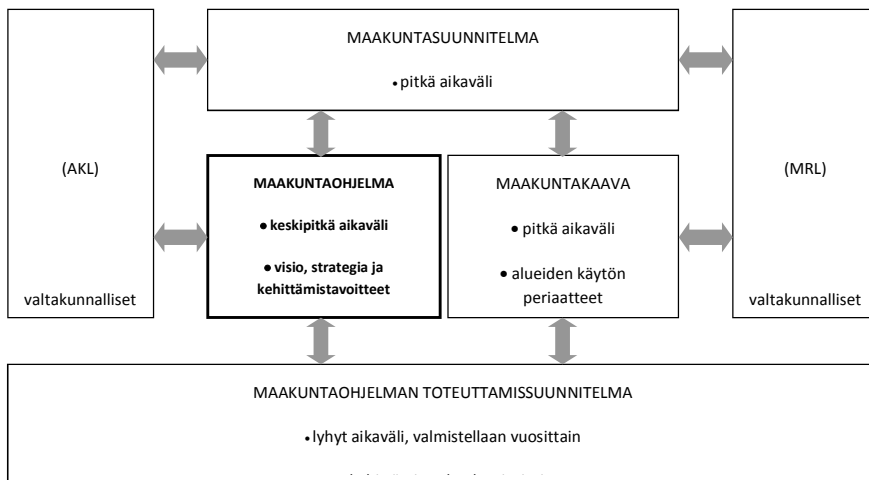 MAAKUNTASUUNNITELMA
• pitkä aikaväli
(AKL)
valtakunnalliset
MAAKUNTAOHJELMA
• keskipitkä aikaväli
• visio, strategia ja
kehittämistavoitteet
MAAKUNTAKAAVA
• pitkä aikaväli
• alueiden käytön
periaatteet
(MRL)
valtakunnalliset
MAAKUNTAOHJELMAN TOTEUTTAMISSUUNNITELMA
• lyhyt aikaväli, valmistellaan vuosittain